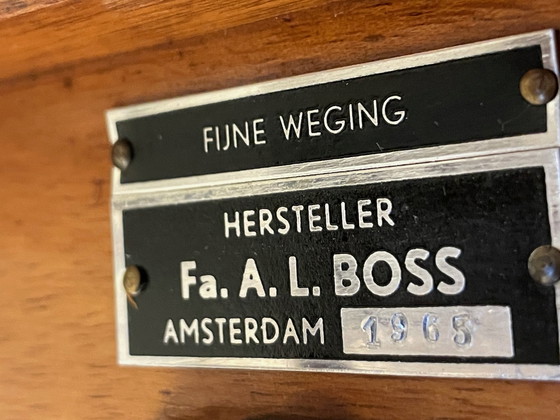 FIJNE WEGING
HERSTELLER
Fa. A. L. BOSS
AMSTERDAM 1965